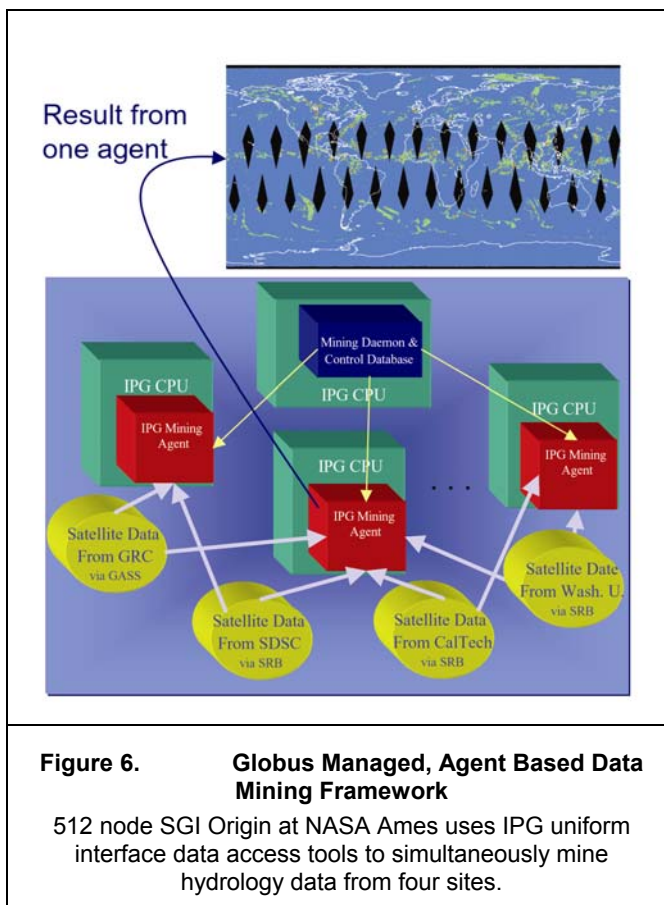 Result from
one agent
Mining Daemon &
Control Database
IPG CPU
IPG CPU
IPG Mining
Agent
IPG CPU
IPG Mining
Agent
IPG CPU
IPG Mining
Agent
. . .
Satellite Data
From GRC
via GASS
Satellite Data
From SDSC
via SRB
Satellite Data
From CalTech
via SRB
Satellite Date
From Wash. U.
via SRB
Figure 6. Globus Managed, Agent Based Data
Mining Framework
512 node SGI Origin at NASA Ames uses IPG uniform
interface data access tools to simultaneously mine
hydrology data from four sites.